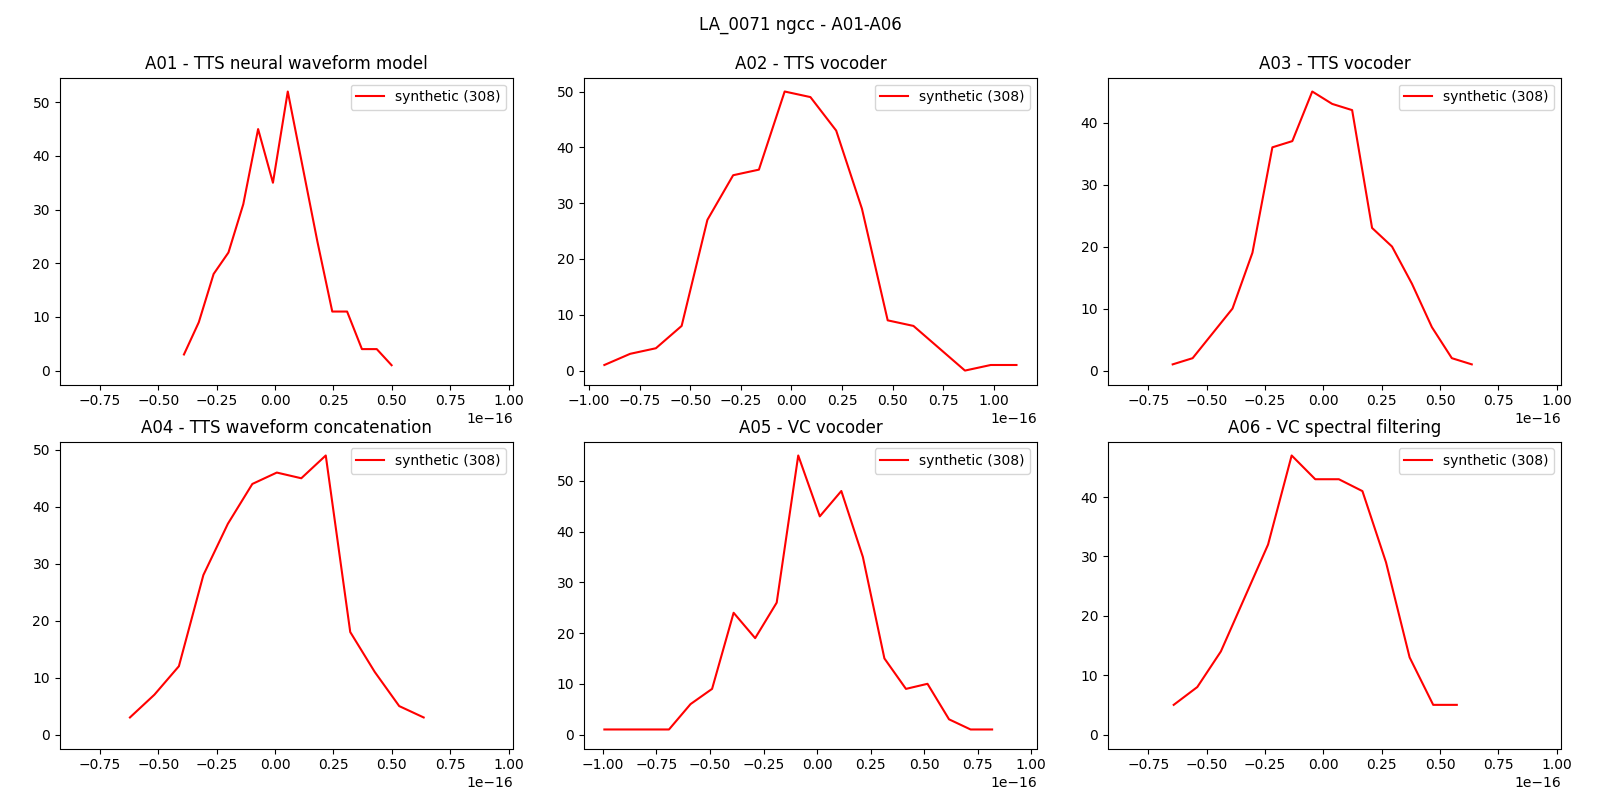 LA_0071 ngcc - A01-A06
A01 - TTS neural waveform model
synthetic (308)
50
40
30
20
10
0
−0.75 −0.50 −0.25 0.00 0.25 0.50 0.75 1.00
1e−16
A02 - TTS vocoder
synthetic (308)
50
40
30
20
10
0
−1.00 −0.75 −0.50 −0.25 0.00 0.25 0.50 0.75 1.00
1e−16
A03 - TTS vocoder
synthetic (308)
40
30
20
10
0
−0.75 −0.50 −0.25 0.00 0.25 0.50 0.75 1.00
1e−16
A04 - TTS waveform concatenation
synthetic (308)
50
40
30
20
10
0
−0.75 −0.50 −0.25 0.00 0.25 0.50 0.75 1.00
1e−16
A05 - VC vocoder
synthetic (308)
50
40
30
20
10
0
−1.00 −0.75 −0.50 −0.25 0.00 0.25 0.50 0.75 1.00
1e−16
A06 - VC spectral filtering
synthetic (308)
40
30
20
10
0
−0.75 −0.50 −0.25 0.00 0.25 0.50 0.75 1.00
1e−16